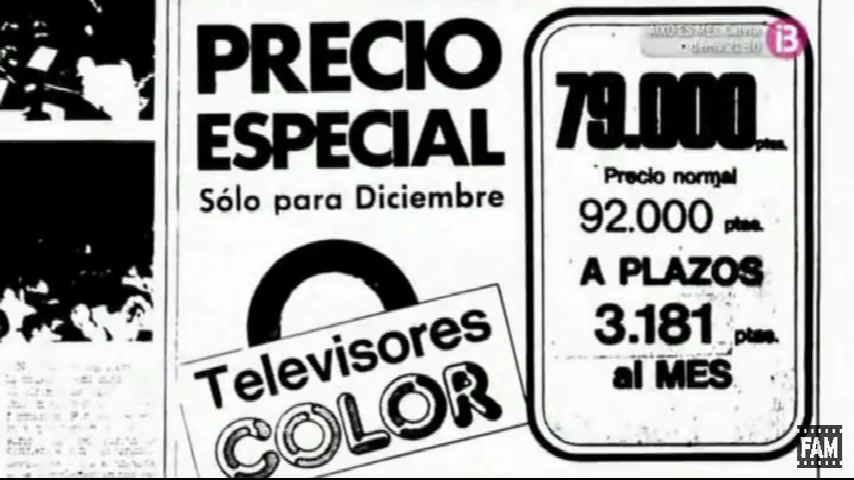 PRECIO
ESPECIAL
Sólo para Diciembre
Televisores
COLOR
79.000 ptas.
Precio normal
92.000 ptas.
A PLAZOS
3.181 ptas.
al MES
FAM